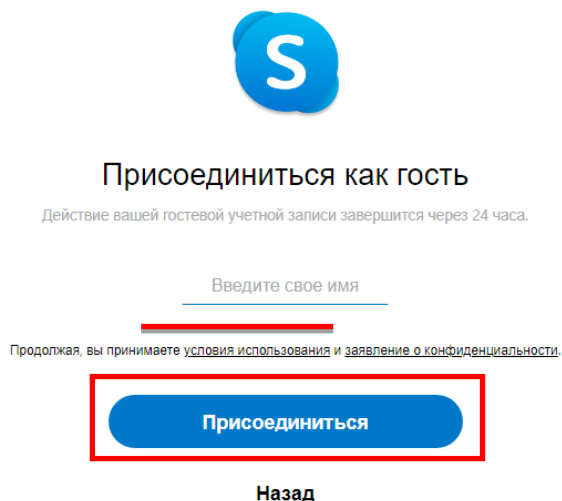 S
Присоединиться как гость
Действие вашей гостевой учетной записи завершится через 24 часа.
Введите свое имя
Продолжая, вы принимаете условия использования и заявление о конфиденциальности.
Присоединиться
Назад